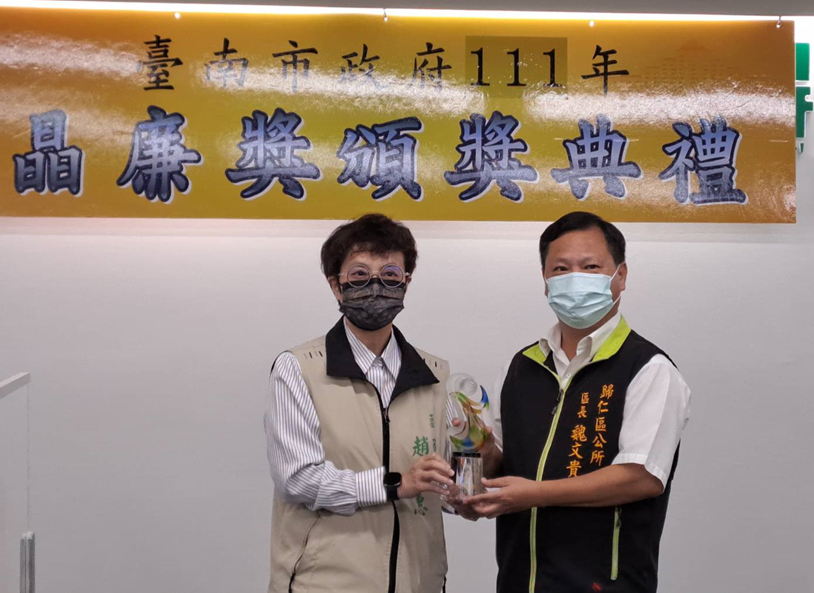 臺南市政府111年
晶廉獎頒獎典禮
趙
歸仁區公所
區長 魏文貴